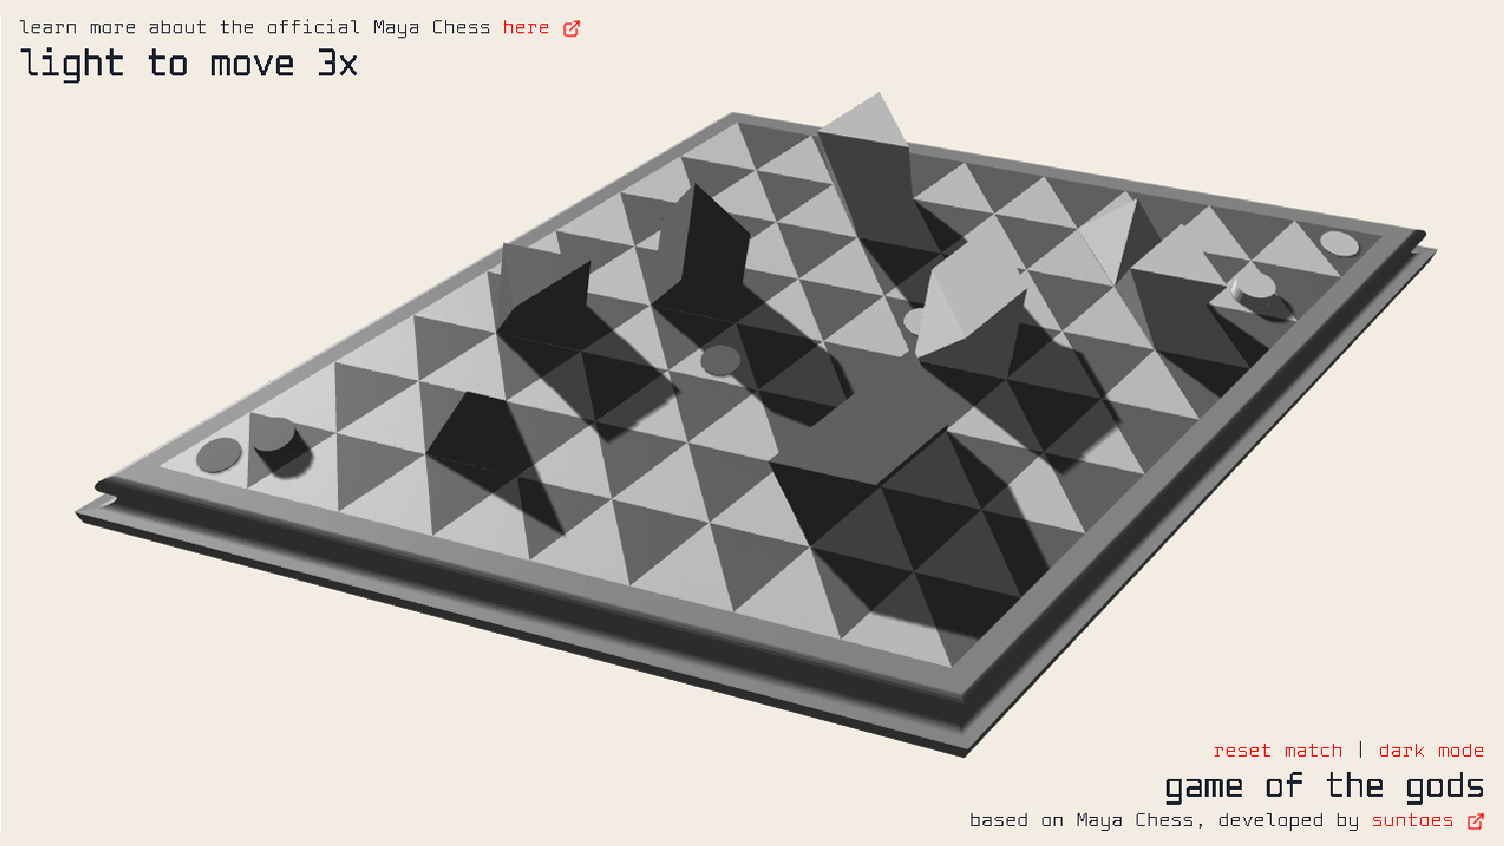 learn more about the official Maya Chess here
light to move 3x
reset match | dark mode
game of the gods
based on Maya Chess, developed by suntoes